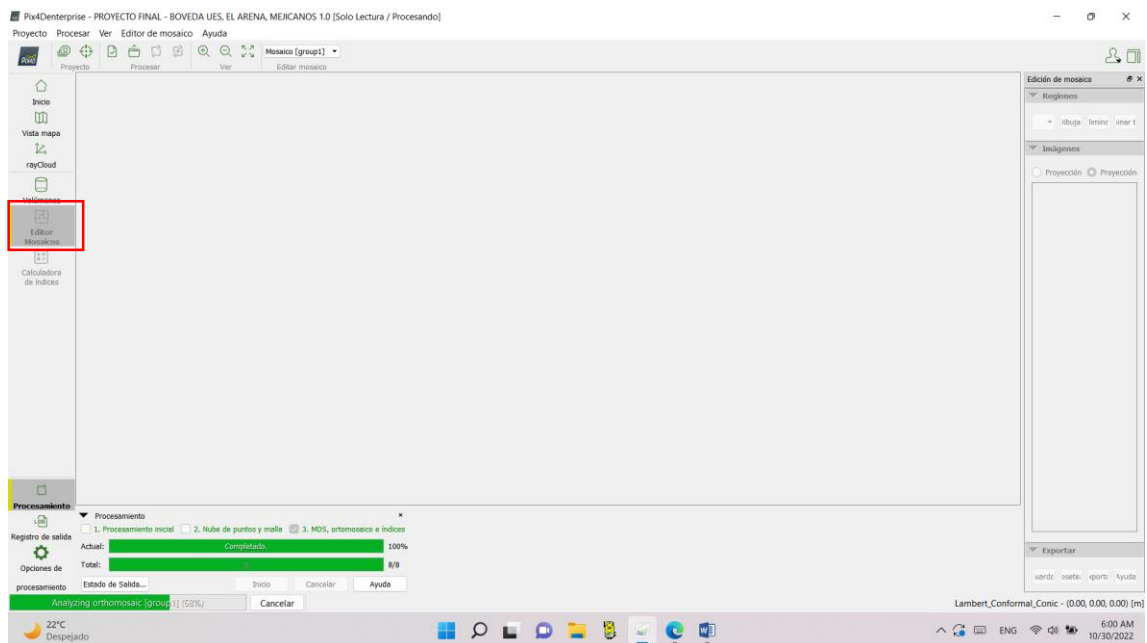 Pix4Denterprise - PROYECTO FINAL - BOVEDA UES, EL ARENA, MEJICANOS 1.0 [Solo Lectura / Procesando]
Proyecto Procesar Ver Editor de mosaico Ayuda
Mosaico [group1]
Proyecto Procesar Ver Editar mosaico
Edición de mosaico
Regiones
Imágenes
Proyección Proyección
Inicio
Vista mapa
rayCloud
Volúmenes
Editor
Mosaicos
Calculadora
de índices
Procesamiento
Registro de salida
Opciones de
procesamiento
Procesamiento
1. Procesamiento inicial 2. Nube de puntos y malla 3. MDS, ortomosaico e índices
Actual: Completado. 100%
Total: 8/8
Estado de Salida... Inicio Cancelar Ayuda
Exportar
Ayuda
Analyzing orthomosaic [group1] (68%) Cancelar
Lambert_Conformal_Conic - (0.00, 0.00, 0.00) [m]
22°C
Despejado
ENG
6:00 AM
10/30/2022